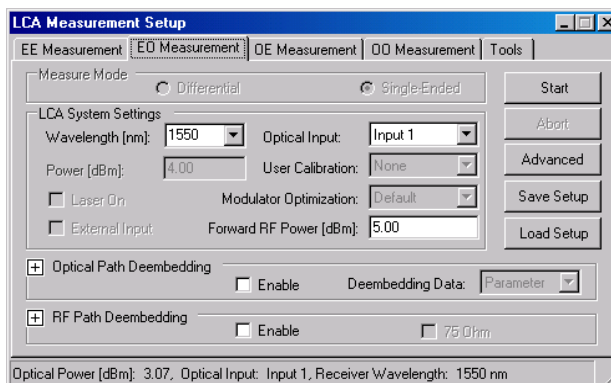 LCA Measurement Setup
EE Measurement EO Measurement OE Measurement OO Measurement Tools
Measure Mode
Differential Single-Ended Start
LCA System Settings
Wavelength [nm]: 1550 Optical Input: Input 1 Abort
Power [dBm]: 4.00 User Calibration: None Advanced
Laser On Modulator Optimization: Default Save Setup
External Input Forward RF Power [dBm]: 5.00 Load Setup
Optical Path Deembedding
Enable Deembedding Data: Parameter
RF Path Deembedding
Enable 75 Ohm
Optical Power [dBm]: 3.07, Optical Input: Input 1, Receiver Wavelength: 1550 nm